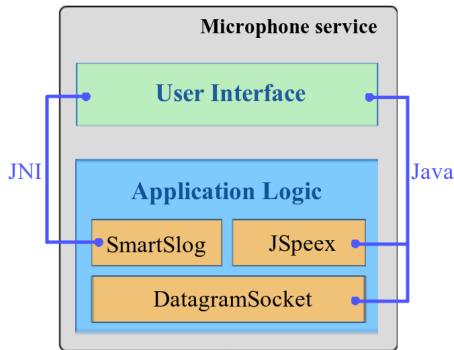 Microphone service
User Interface
JNI
Java
Application Logic
SmartSlog
JSpeex
DatagramSocket